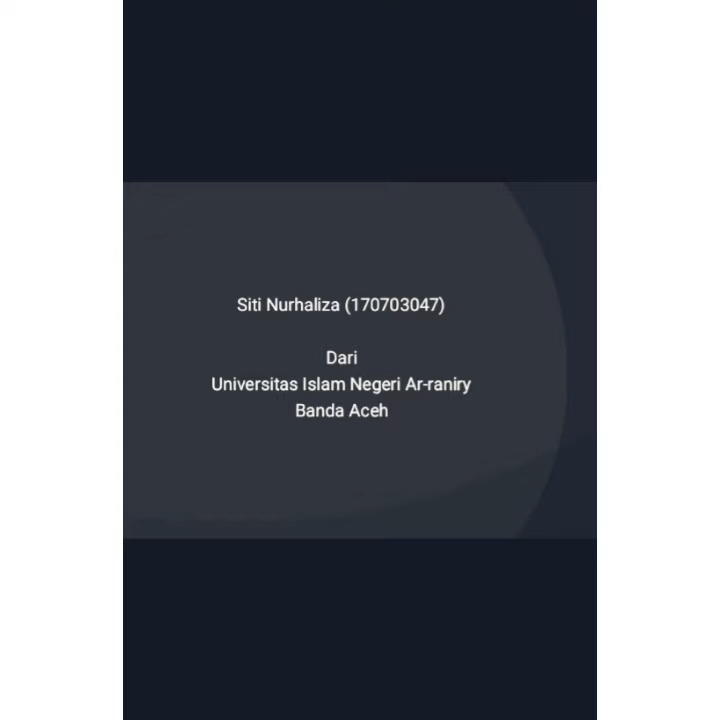 Siti Nurhaliza (170703047)
Dari
Universitas Islam Negeri Ar-raniry
Banda Aceh